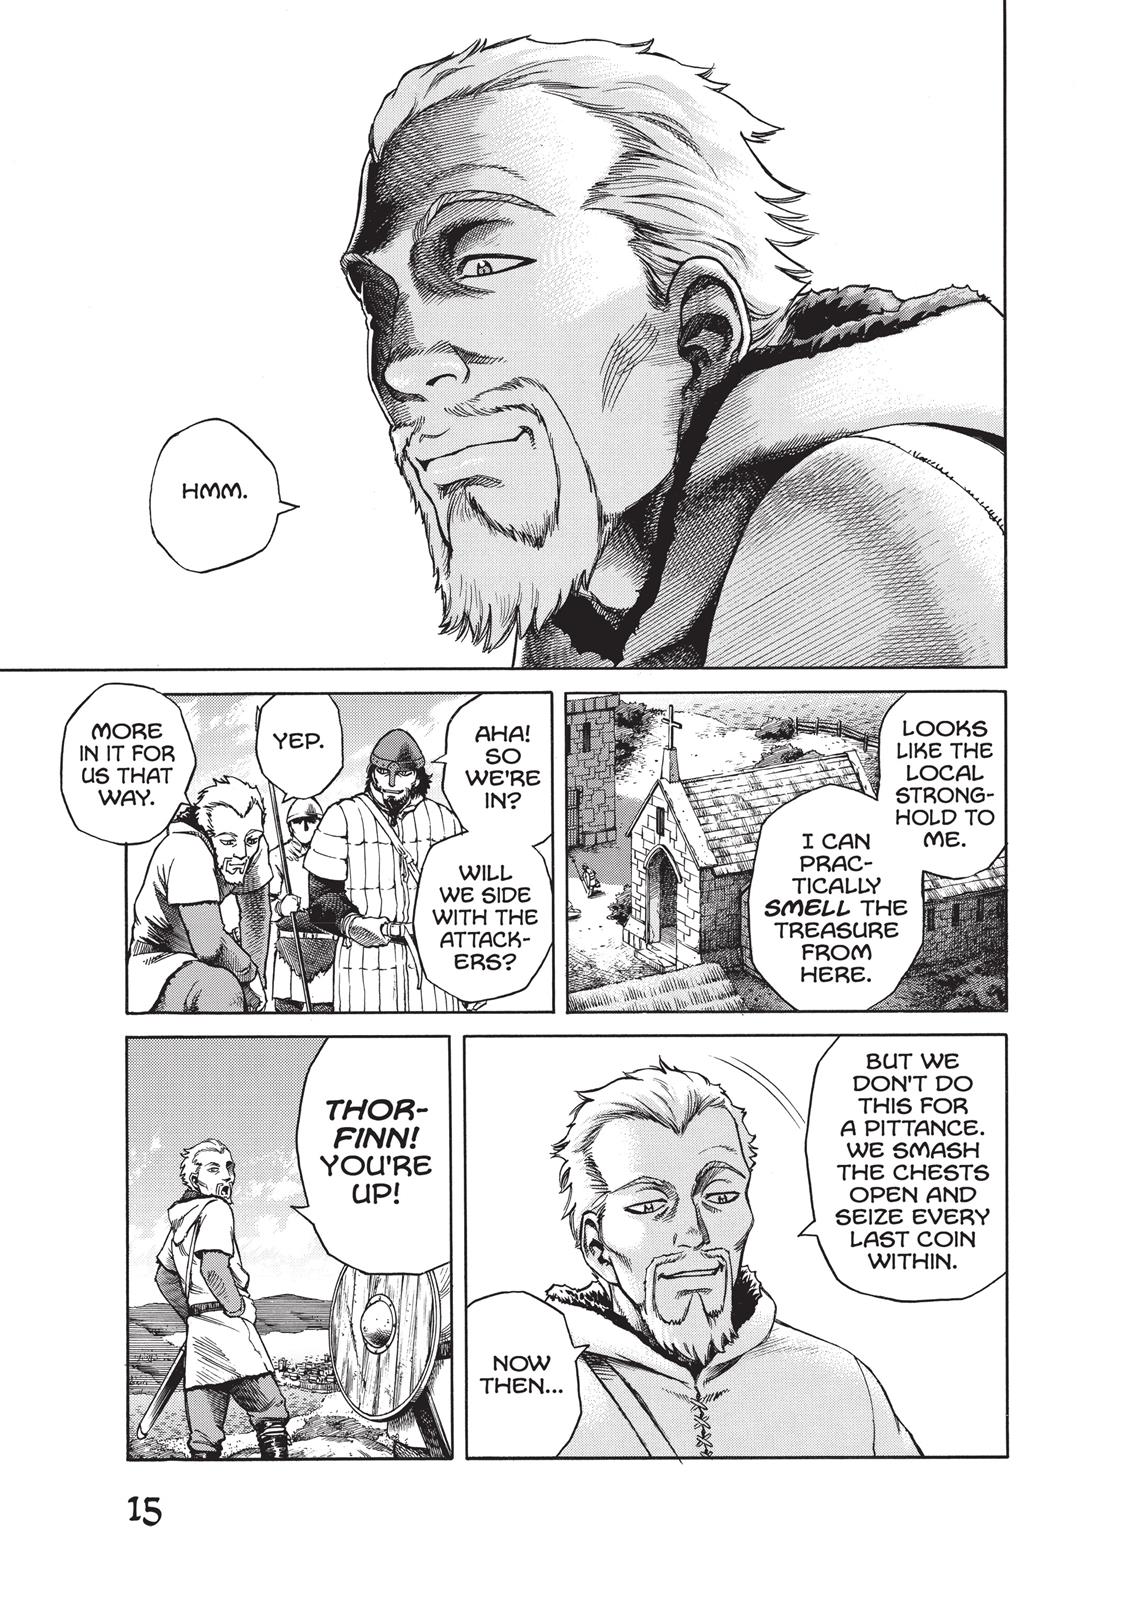 HMM.
LOOKS
LIKE THE
LOCAL
STRONG-
HOLD TO
ME.
I CAN
PRAC-
TICALLY
SMELL THE
TREASURE
FROM
HERE.
AHA!
SO
WE'RE
IN?
WILL
WE SIDE
WITH THE
ATTACK-
ERS?
YEP.
MORE
IN IT FOR
US THAT
WAY.
BUT WE
DON'T DO
THIS FOR
A PITTANCE.
WE SMASH
THE CHESTS
OPEN AND
SEIZE EVERY
LAST COIN
WITHIN.
NOW
THEN...
THOR-
FINN!
YOU'RE
UP!
15